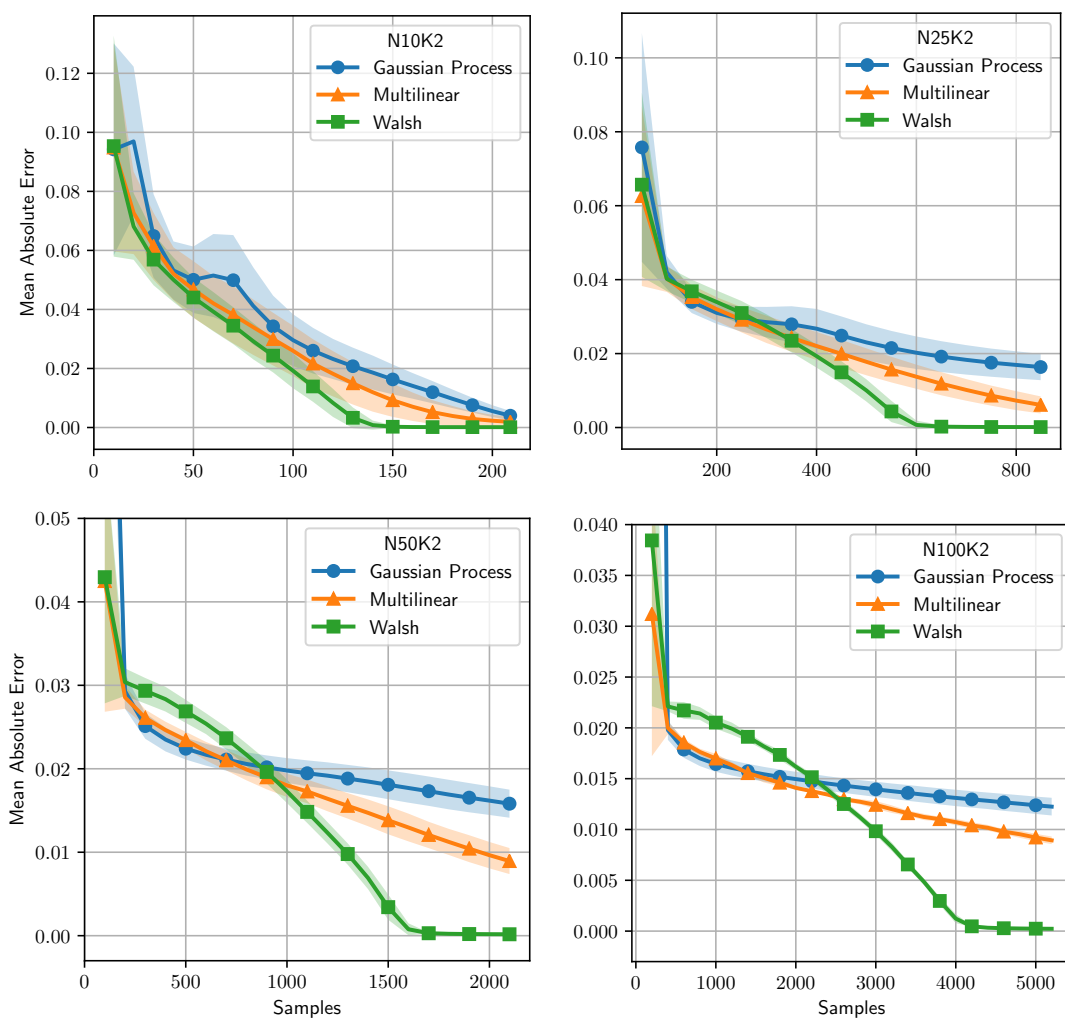 N10K2
Gaussian Process
Multilinear
Walsh
Mean Absolute Error
0.12
0.10
0.08
0.06
0.04
0.02
0.00
0 50 100 150 200
N25K2
Gaussian Process
Multilinear
Walsh
0.10
0.08
0.06
0.04
0.02
0.00
200 400 600 800
N50K2
Gaussian Process
Multilinear
Walsh
Mean Absolute Error
0.05
0.04
0.03
0.02
0.01
0.00
0 500 1000 1500 2000
Samples
N100K2
Gaussian Process
Multilinear
Walsh
0.040
0.035
0.030
0.025
0.020
0.015
0.010
0.005
0.000
0 1000 2000 3000 4000 5000
Samples